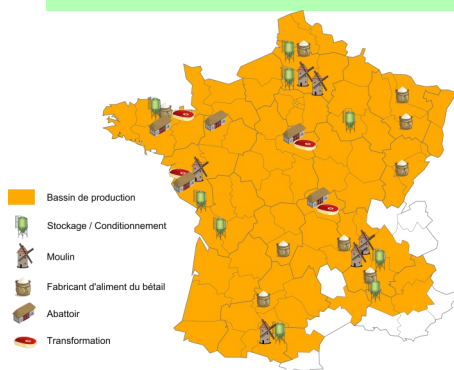 Bassin de production
Stockage / Conditionnement
Moulin
Fabricant d'aliment du bétail
Abattoir
Transformation